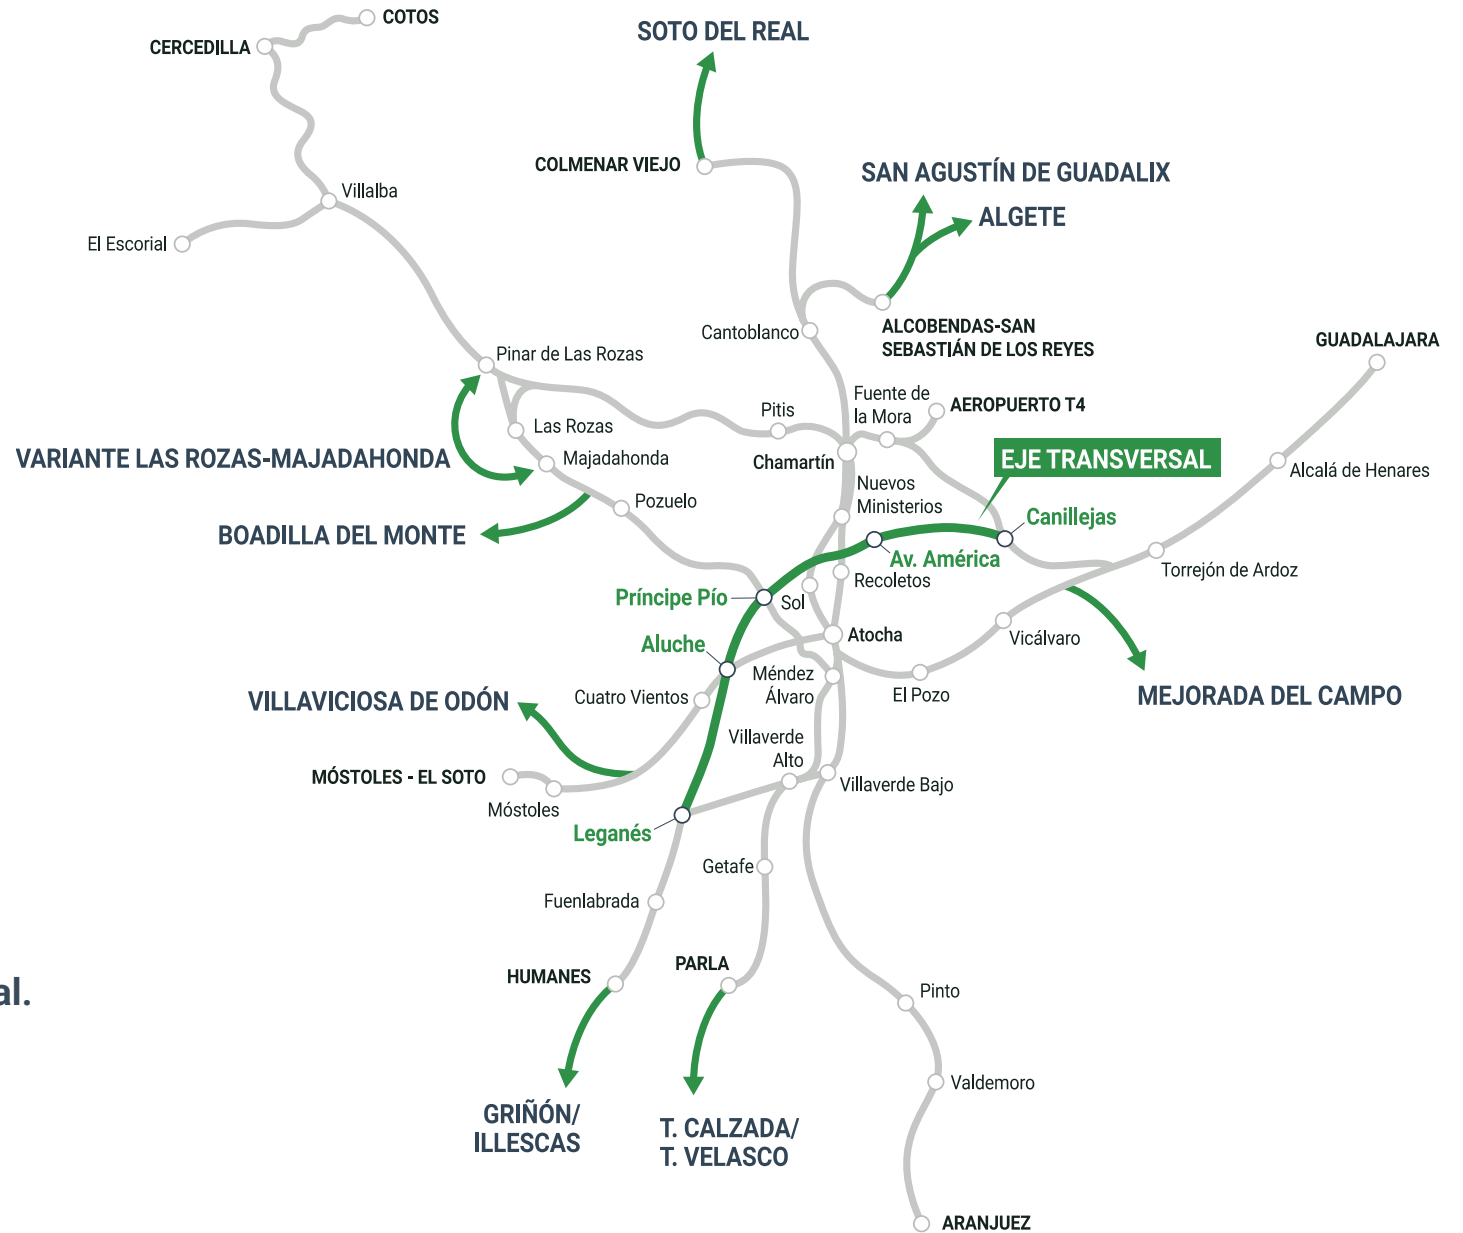 COTOS
CERCEDILLA
SOTO DEL REAL
COLMENAR VIEJO
SAN AGUSTÍN DE GUADALIX
Villalba
ALGETE
El Escorial
ALCOBENDAS-SAN
SEBASTIÁN DE LOS REYES
Cantoblanco
GUADALAJARA
Pinar de Las Rozas
Fuente de
la Mora
AEROPUERTO T4
Pitis
Las Rozas
VARIANTE LAS ROZAS-MAJADAHONDA
Majadahonda
Chamartín
EJE TRANSVERSAL
Alcalá de Henares
Nuevos
Ministerios
Pozuelo
Canillejas
BOADILLA DEL MONTE
Av. América
Torrejón de Ardoz
Recoletos
Príncipe Pío
Sol
Atocha
Vicálvaro
Aluche
Méndez
Álvaro
El Pozo
MEJORADA DEL CAMPO
Cuatro Vientos
VILLAVICIOSA DE ODÓN
Villaverde
Alto
MÓSTOLES - EL SOTO
Villaverde Bajo
Móstoles
Leganés
Getafe
Fuenlabrada
PARLA
HUMANES
al.
Pinto
Valdemoro
GRIÑÓN/
ILLESCAS
T. CALZADA/
T. VELASCO
ARANJUEZ